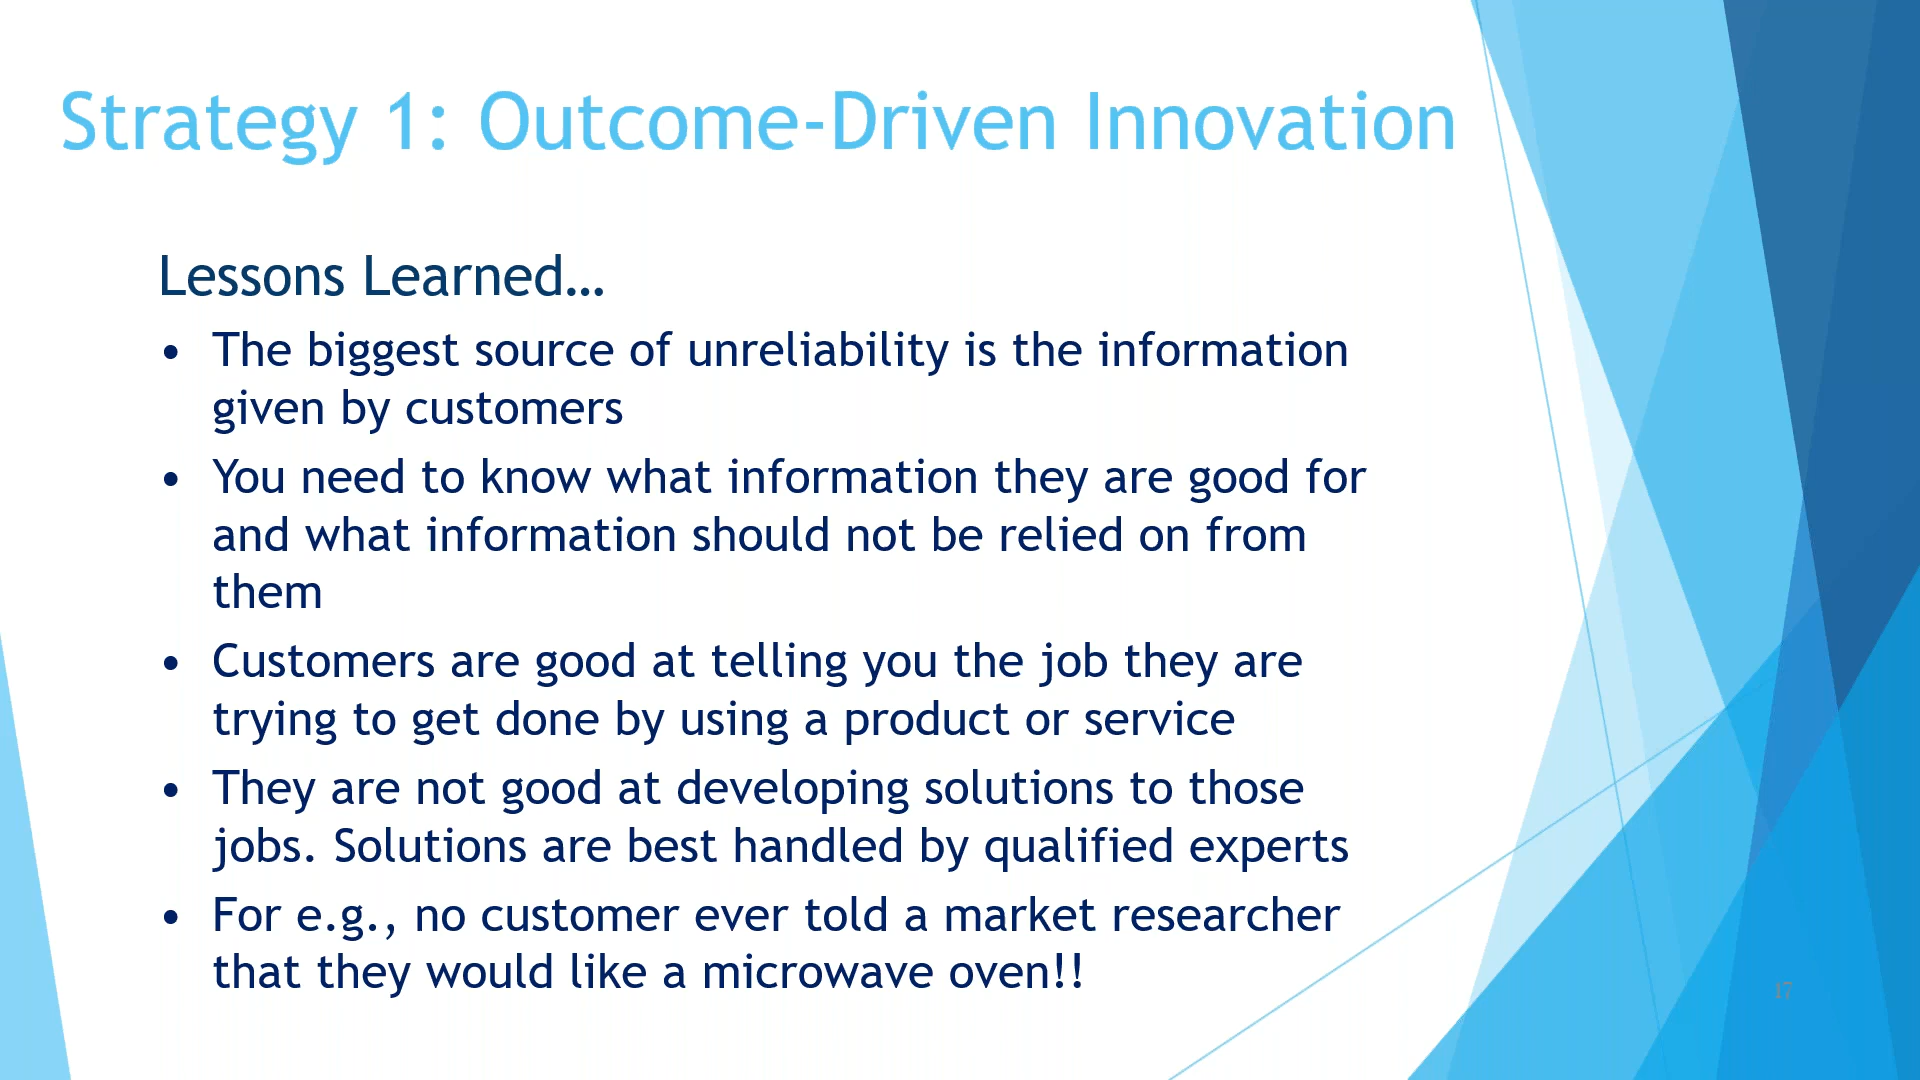 Strategy 1: Outcome-Driven Innovation
Lessons Learned…
• The biggest source of unreliability is the information
given by customers
• You need to know what information they are good for
and what information should not be relied on from
them
• Customers are good at telling you the job they are
trying to get done by using a product or service
• They are not good at developing solutions to those
jobs. Solutions are best handled by qualified experts
• For e.g., no customer ever told a market researcher
that they would like a microwave oven!!
17